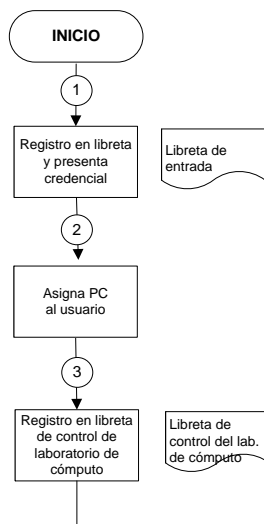 INICIO
1
Registro en libreta
y presenta
credencial
Libreta de
entrada
2
Asigna PC
al usuario
3
Registro en libreta
de control de
laboratorio de
cómputo
Libreta de
control del lab.
de cómputo